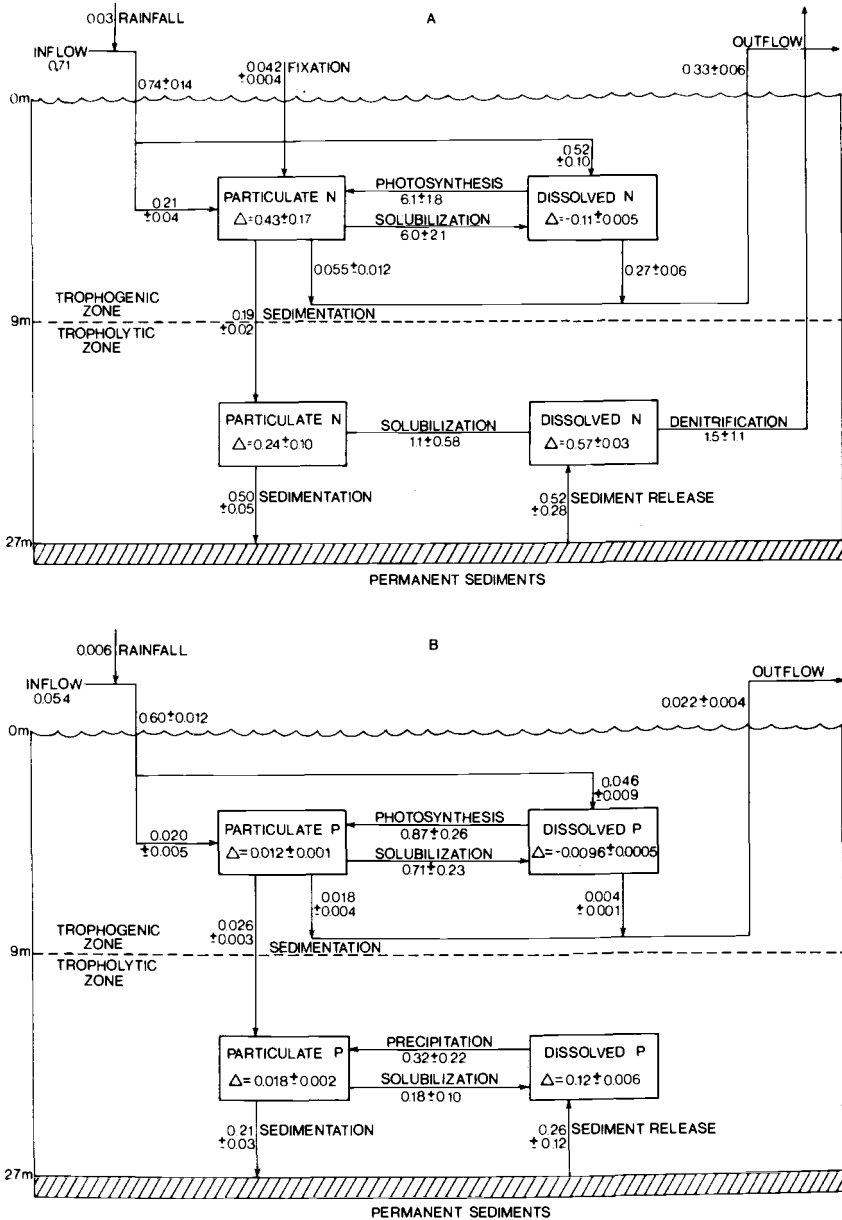 A
0.03 RAINFALL
INFLOW
0.71
0.74±0.14
0.042
±0.004
FIXATION
OUTFLOW
0.33±0.06
0m
0.52
±0.10
0.21
±0.04
PARTICULATE N
Δ=0.43±0.17
PHOTOSYNTHESIS
6.1±1.8
SOLUBILIZATION
6.0±2.1
DISSOLVED N
Δ=-0.11±0.005
0.055±0.012
0.27±0.06
TROPHOGENIC
ZONE
9m
TROPHOLYTIC
ZONE
0.19
±0.02
SEDIMENTATION
PARTICULATE N
Δ=0.24±0.10
SOLUBILIZATION
1.1±0.58
DISSOLVED N
Δ=0.57±0.03
DENITRIFICATION
1.5±1.1
0.50
±0.05
SEDIMENTATION
0.52
±0.28
SEDIMENT RELEASE
27m
PERMANENT SEDIMENTS
B
0.006 RAINFALL
INFLOW
0.054
0.60±0.012
OUTFLOW
0.022±0.004
0m
0.046
±0.009
0.020
±0.005
PARTICULATE P
Δ=0.012±0.001
PHOTOSYNTHESIS
0.87±0.26
SOLUBILIZATION
0.71±0.23
DISSOLVED P
Δ=-0.0096±0.0005
0.018
±0.004
0.004
±0.001
TROPHOGENIC
ZONE
9m
TROPHOLYTIC
ZONE
0.026
±0.003
SEDIMENTATION
PARTICULATE P
Δ=0.018±0.002
PRECIPITATION
0.32±0.22
SOLUBILIZATION
0.18±0.10
DISSOLVED P
Δ=0.12±0.006
0.21
±0.03
SEDIMENTATION
0.26
±0.12
SEDIMENT RELEASE
27m
PERMANENT SEDIMENTS